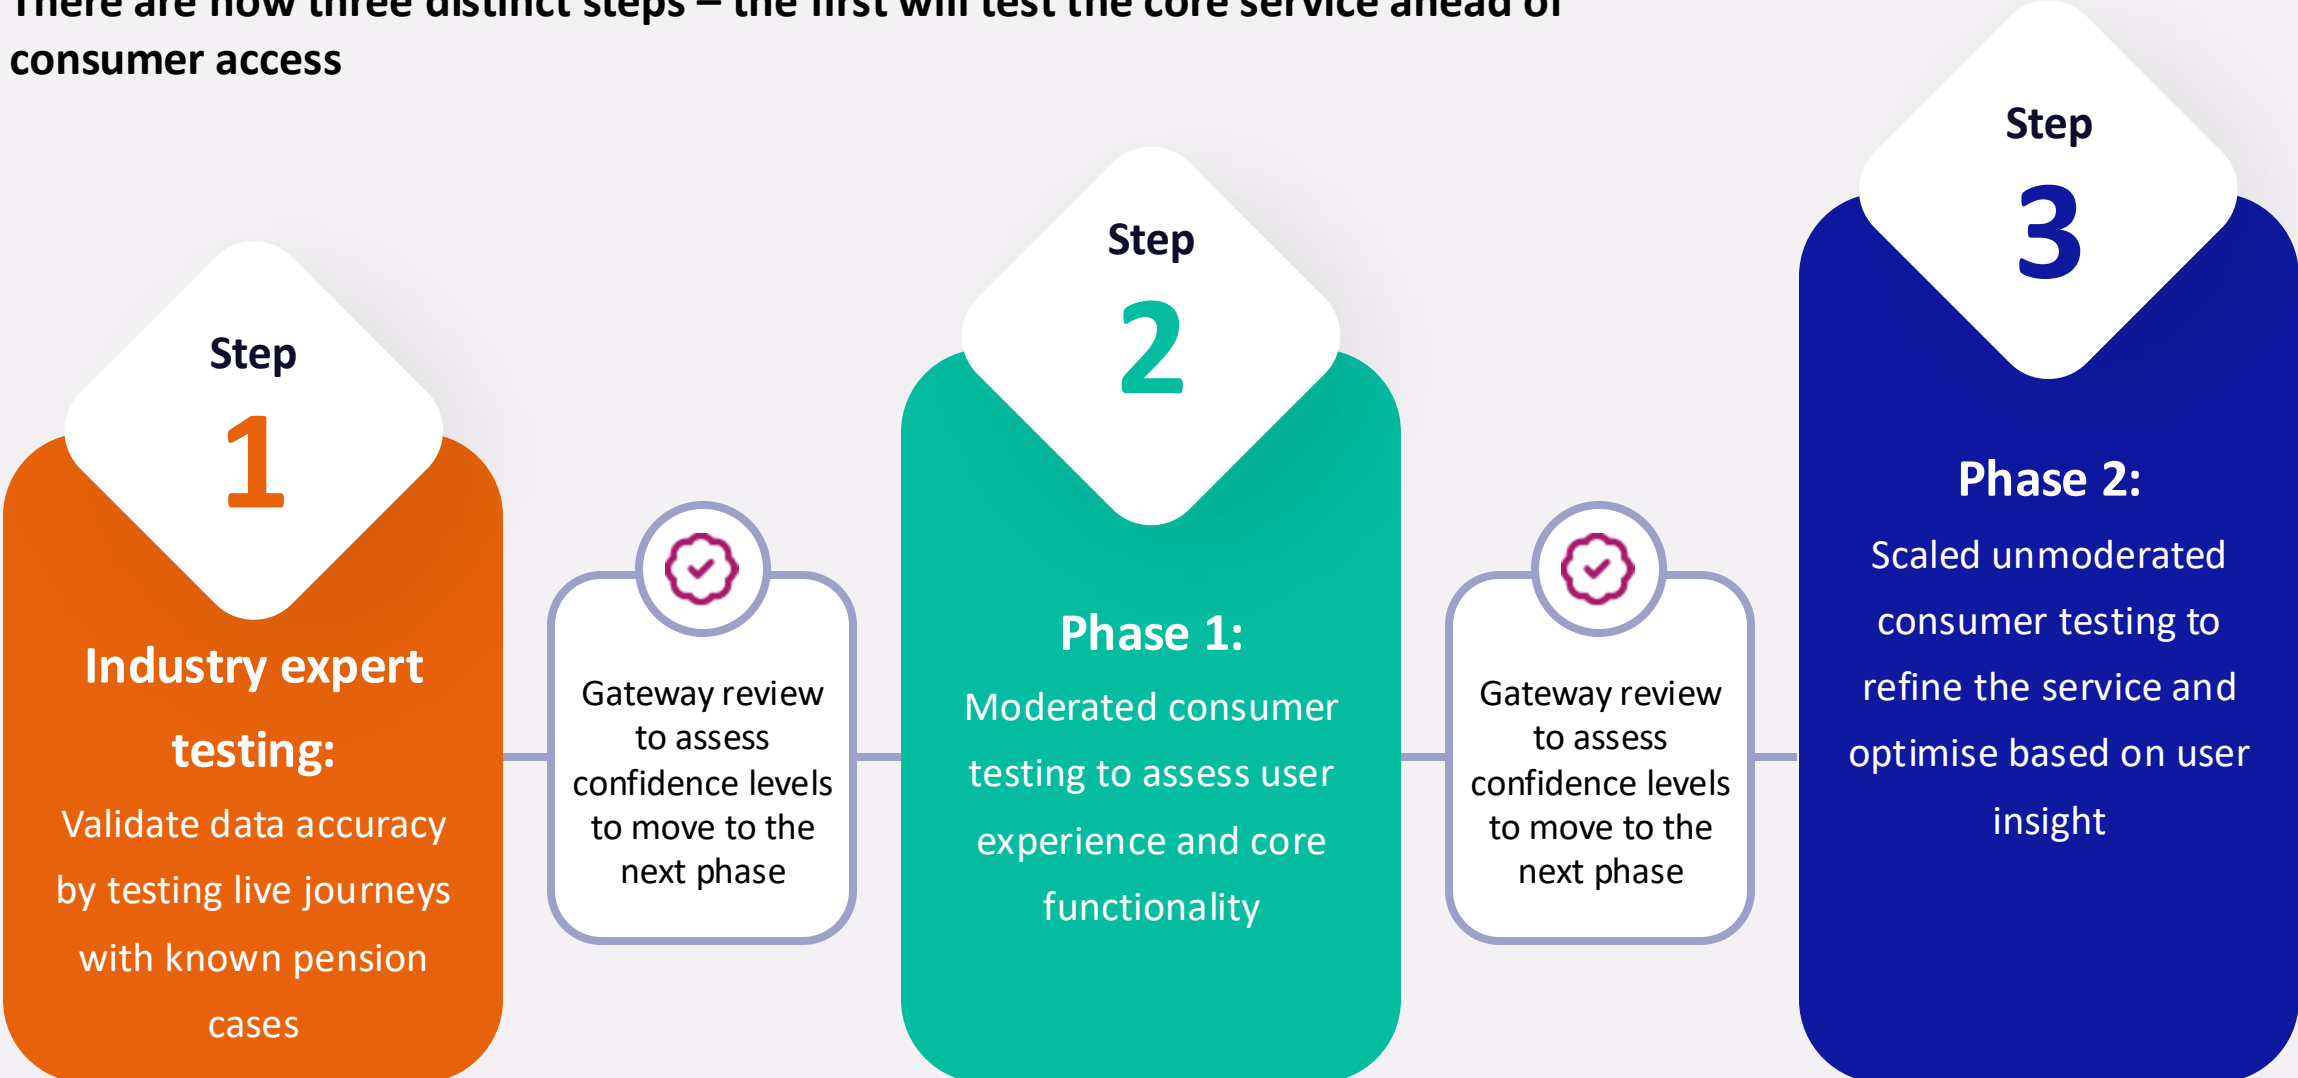 There are now three distinct steps – the first will test the core service ahead of
consumer access
Step
1
Industry expert
testing:
Validate data accuracy
by testing live journeys
with known pension
cases
Gateway review
to assess
confidence levels
to move to the
next phase
Step
2
Phase 1:
Moderated consumer
testing to assess user
experience and core
functionality
Gateway review
to assess
confidence levels
to move to the
next phase
Step
3
Phase 2:
Scaled unmoderated
consumer testing to
refine the service and
optimise based on user
insight